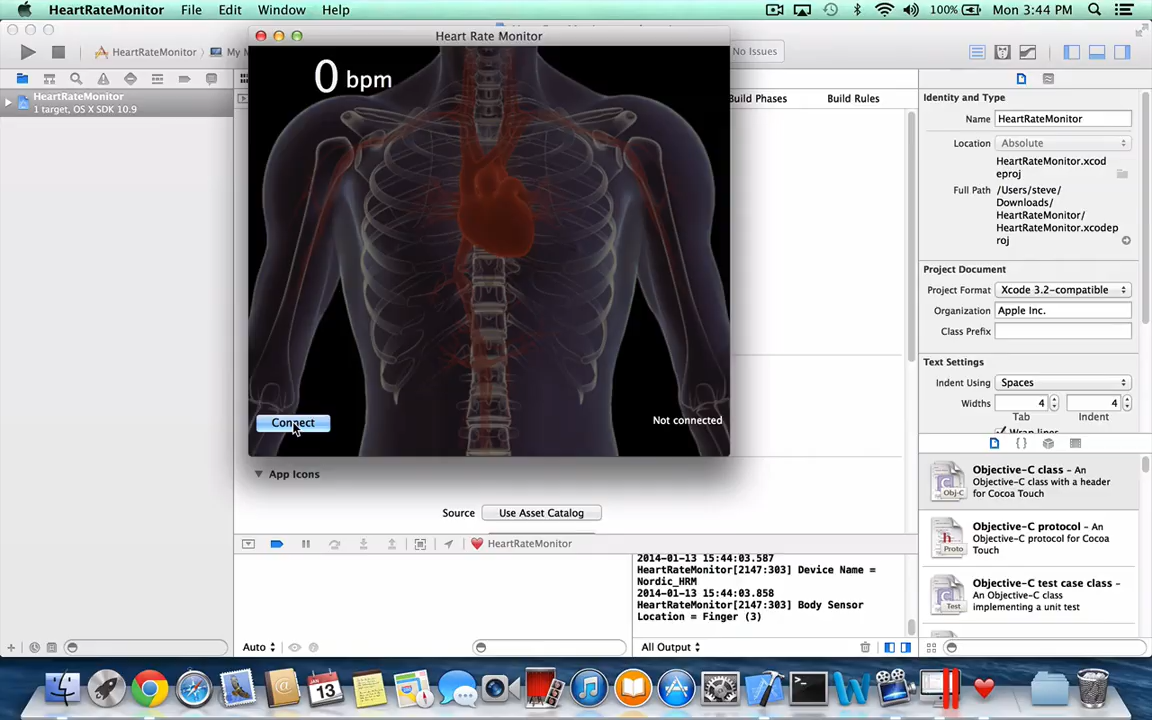 HeartRateMonitor File Edit Window Help 100% Mon 3:44 PM
Heart Rate Monitor
HeartRateMonitor My M
No Issues
0 bpm
HeartRateMonitor
1 target, OS X SDK 10.9
Build Phases Build Rules
Connect
Not connected
App Icons
Source Use Asset Catalog
HeartRateMonitor
2014-01-13 15:44:03.587
HeartRateMonitor[2147:303] Device Name =
Nordic_HRM
2014-01-13 15:44:03.858
HeartRateMonitor[2147:303] Body Sensor
Location = Finger (3)
Auto
All Output
Identity and Type
Name HeartRateMonitor
Location Absolute
HeartRateMonitor.xcod
eproj
Full Path /Users/steve/
Downloads/
HeartRateMonitor/
HeartRateMonitor.xcodep
roj
Project Document
Project Format Xcode 3.2-compatible
Organization Apple Inc.
Class Prefix
Text Settings
Indent Using Spaces
Widths 4 4
Tab Indent
Wrap lines
{ }
Objective-C class - An
Objective-C class with a header
for Cocoa Touch
Obj-C
Objective-C protocol - An
Objective-C protocol for Cocoa
Touch
Proto
Objective-C test case class -
An Objective-C class
implementing a unit test
Test
13